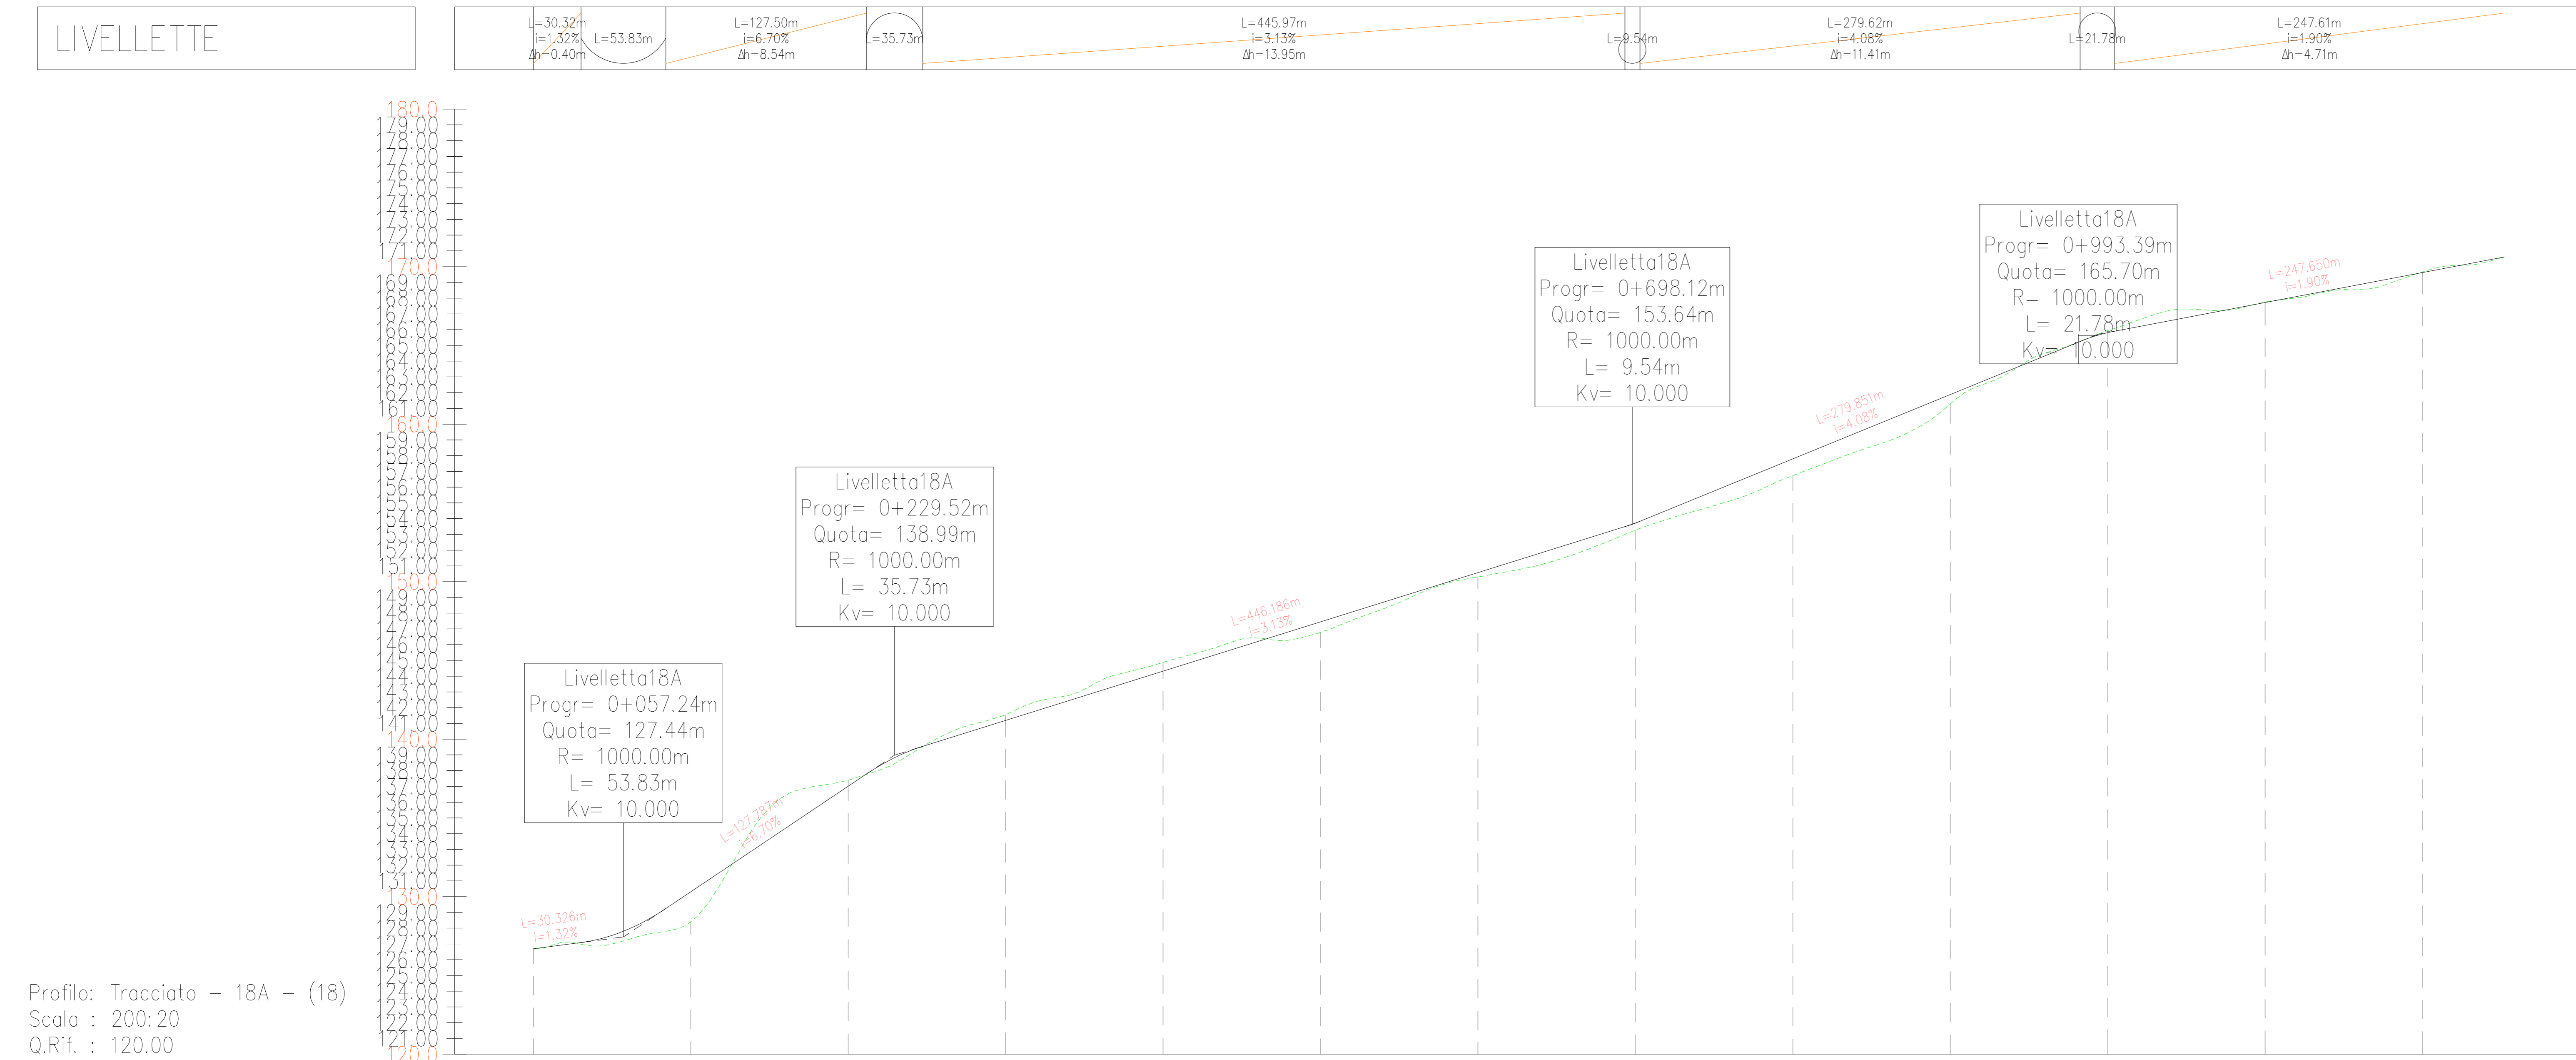 LIVELLETTE
L=30.32m
i=1.32%
Δh=0.40m
L=53.83m
L=127.50m
i=6.70%
Δh=8.54m
L=35.73m
L=445.97m
i=3.13%
Δh=13.95m
L=9.54m
L=279.62m
i=4.08%
Δh=11.41m
L=21.78m
L=247.61m
i=1.90%
Δh=4.71m
180.0
179.00
178.00
177.00
176.00
175.00
174.00
173.00
172.00
171.00
170.0
169.00
168.00
167.00
166.00
165.00
164.00
163.00
162.00
161.00
160.0
159.00
158.00
157.00
156.00
155.00
154.00
153.00
152.00
151.00
150.0
149.00
148.00
147.00
146.00
145.00
144.00
143.00
142.00
141.00
140.0
139.00
138.00
137.00
136.00
135.00
134.00
133.00
132.00
131.00
130.0
129.00
128.00
127.00
126.00
125.00
124.00
123.00
122.00
121.00
120.0
Livelletta18A
Progr= 0+057.24m
Quota= 127.44m
R= 1000.00m
L= 53.83m
Kv= 10.000
Livelletta18A
Progr= 0+229.52m
Quota= 138.99m
R= 1000.00m
L= 35.73m
Kv= 10.000
Livelletta18A
Progr= 0+698.12m
Quota= 153.64m
R= 1000.00m
L= 9.54m
Kv= 10.000
Livelletta18A
Progr= 0+993.39m
Quota= 165.70m
R= 1000.00m
L= 21.78m
Kv= 10.000
L=30.326m
i=1.32%
L=127.787m
i=6.70%
L=446.186m
i=3.13%
L=279.851m
i=4.08%
L=247.650m
i=1.90%
Profilo: Tracciato - 18A - (18)
Scala : 200:20
Q.Rif. : 120.00